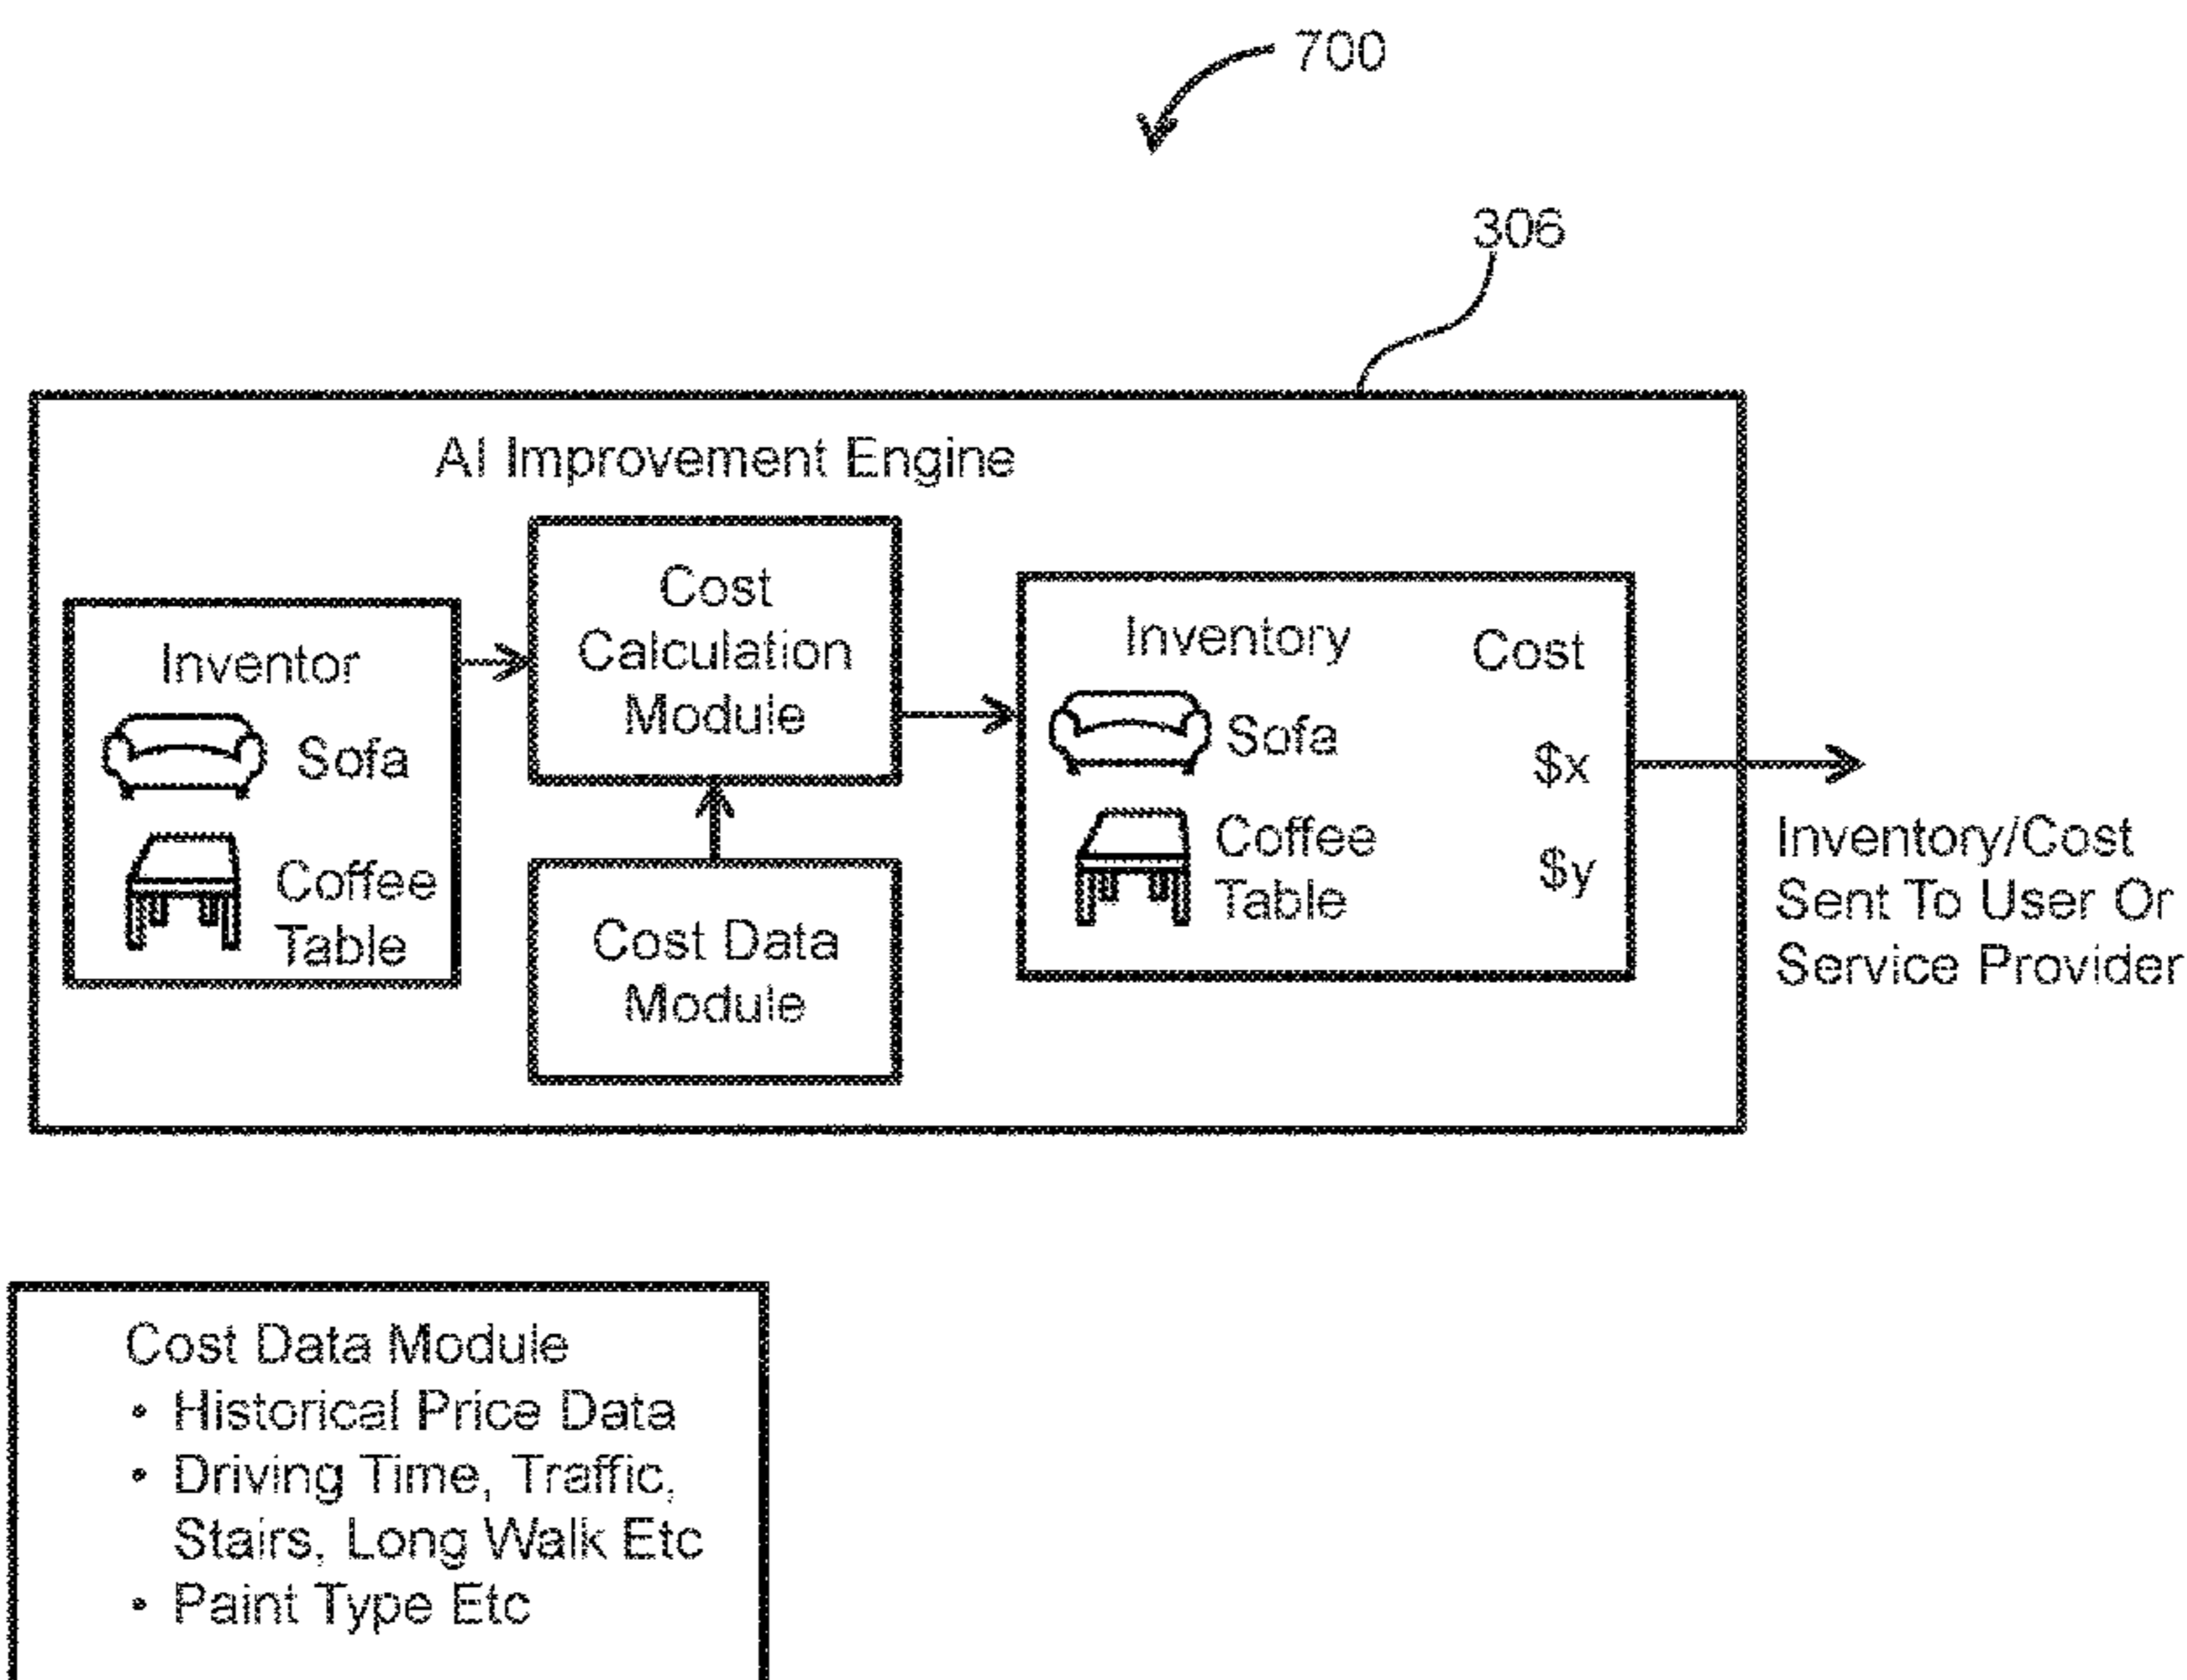 700
306
AI Improvement Engine
Inventor
Sofa
Coffee
Table
Cost
Calculation
Module
Cost Data
Module
Inventory Cost
Sofa
$x
Coffee
Table
$y
Inventory/Cost
Sent To User Or
Service Provider
Cost Data Module
• Historical Price Data
• Driving Time, Traffic,
Stairs, Long Walk Etc
• Paint Type Etc